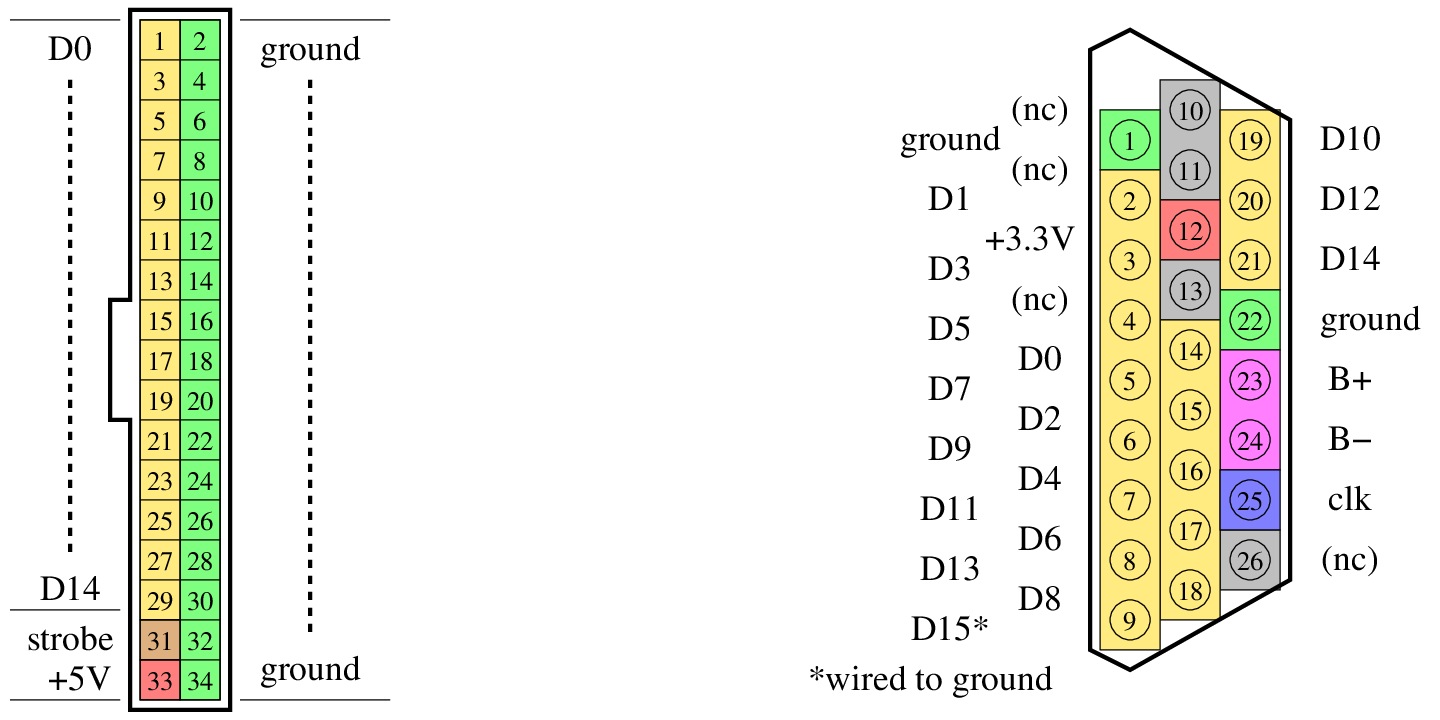 D0 1 2 ground
3 4
5 6
7 8
9 10
11 12
13 14
15 16
17 18
19 20
21 22
23 24
25 26
27 28
D14 29 30
strobe 31 32
+5V 33 34 ground
(nc) 10
ground 1 19 D10
(nc) 11
D1 2 20 D12
+3.3V 12
D3 3 21 D14
(nc) 13
D5 4 22 ground
D0 14
D7 5 23 B+
D2 15
D9 6 24 B−
D4 16
D11 7 25 clk
D6 17
D13 8 26 (nc)
D8 18
D15* 9
*wired to ground